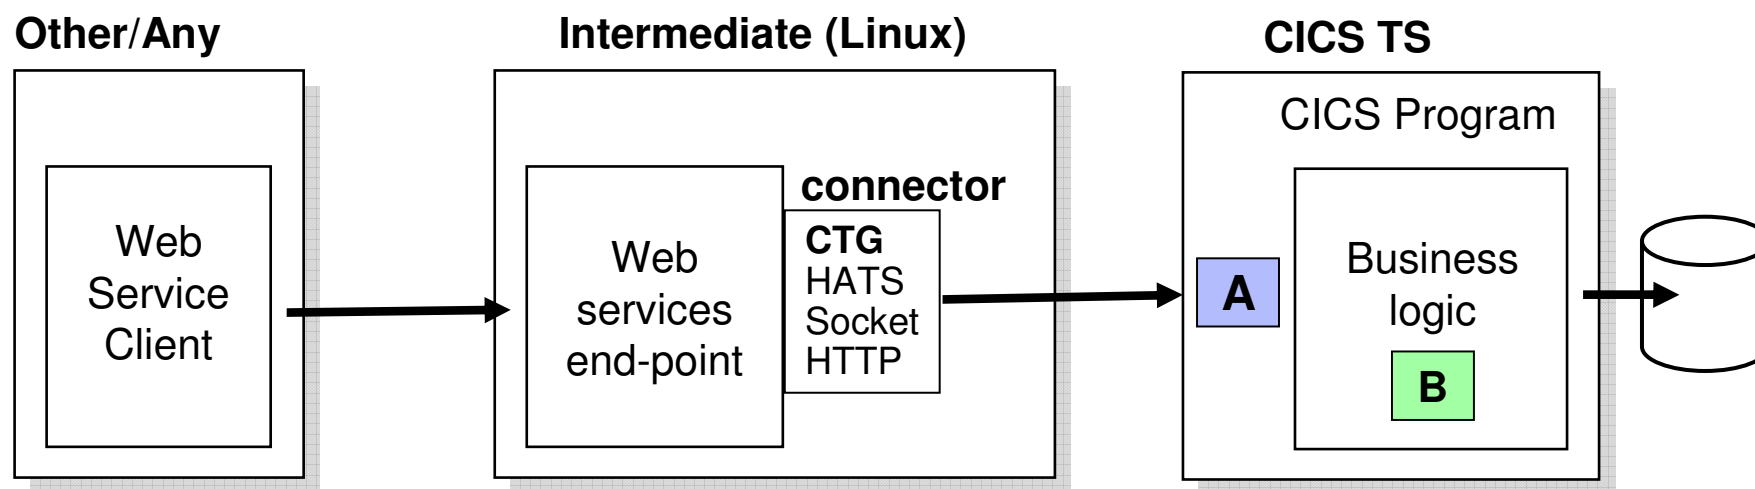 Other/Any
Intermediate (Linux)
CICS TS
Web
Service
Client
Web
services
end-point
connector
CTG
HATS
Socket
HTTP
CICS Program
A
Business
logic
B